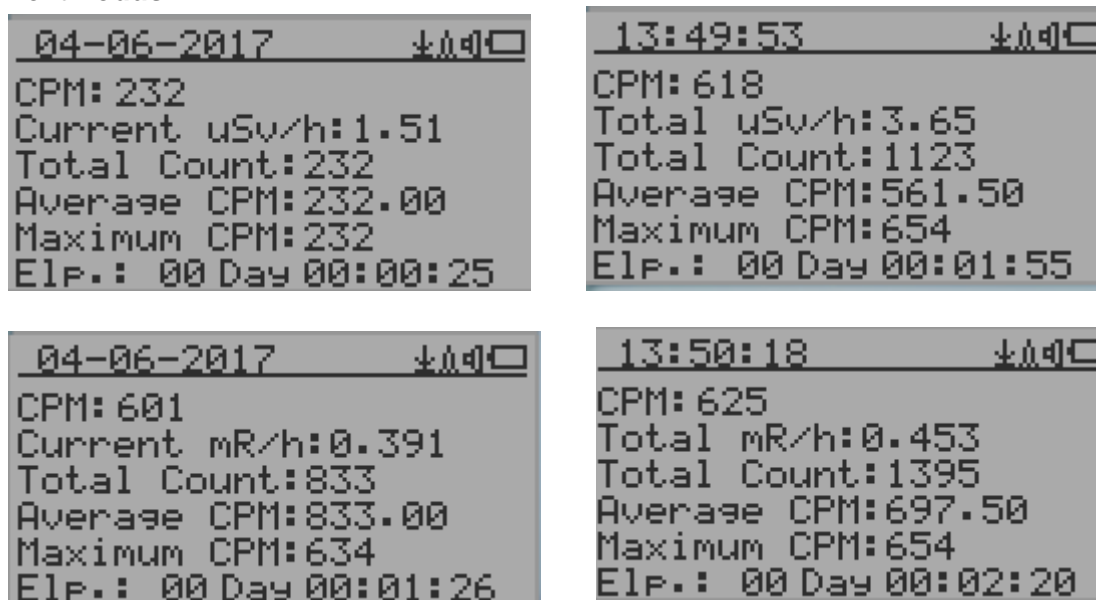 04-06-2017
CPM:232
Current uSv/h:1.51
Total Count:232
Average CPM:232.00
Maximum CPM:232
Elp.: 00 Day 00:00:25
13:49:53
CPM:618
Total uSv/h:3.65
Total Count:1123
Average CPM:561.50
Maximum CPM:654
Elp.: 00 Day 00:01:55
04-06-2017
CPM:601
Current mR/h:0.391
Total Count:833
Average CPM:833.00
Maximum CPM:634
Elp.: 00 Day 00:01:26
13:50:18
CPM:625
Total mR/h:0.453
Total Count:1395
Average CPM:697.50
Maximum CPM:654
Elp.: 00 Day 00:02:20